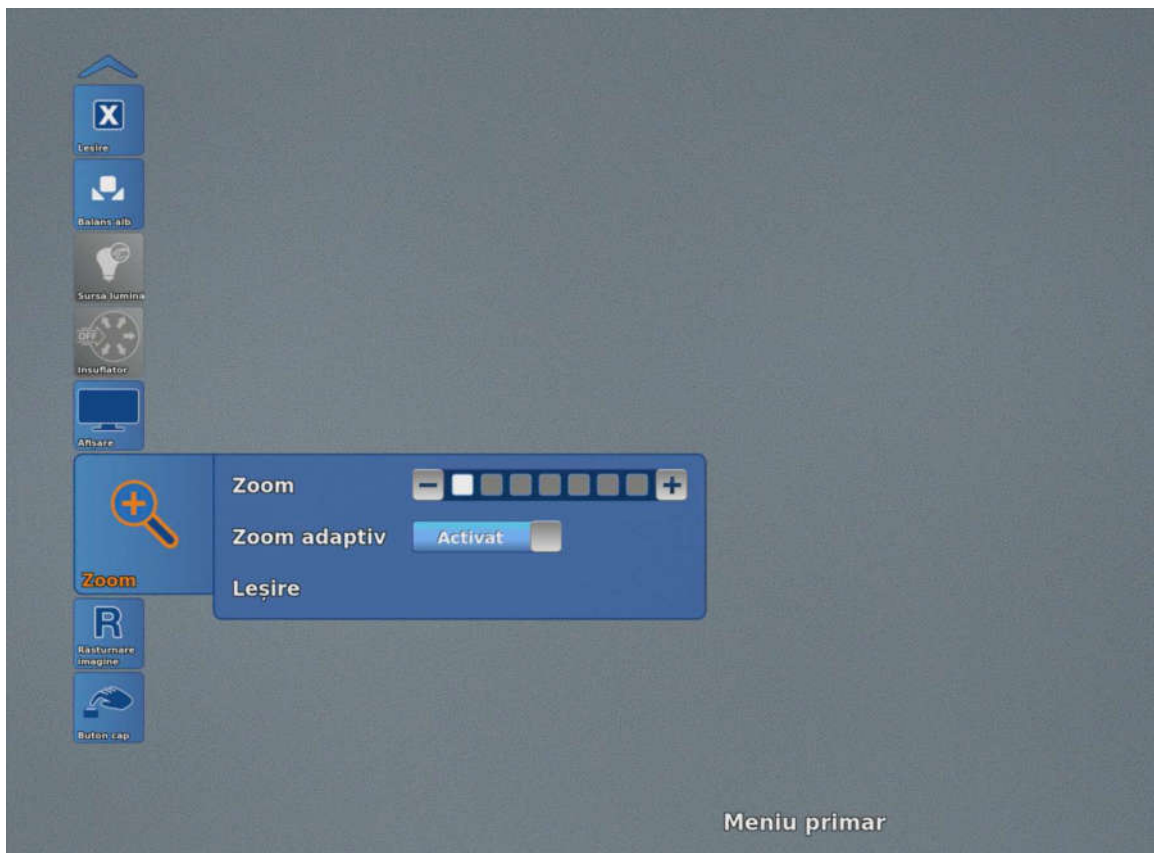 X
Leșire
Balans alb
Sursa lumina
OFF
Insuflator
Afisare
Zoom
Zoom adaptiv
Activat
Leșire
Zoom
R
Răsturnare
imagine
Buton cap
Meniu primar